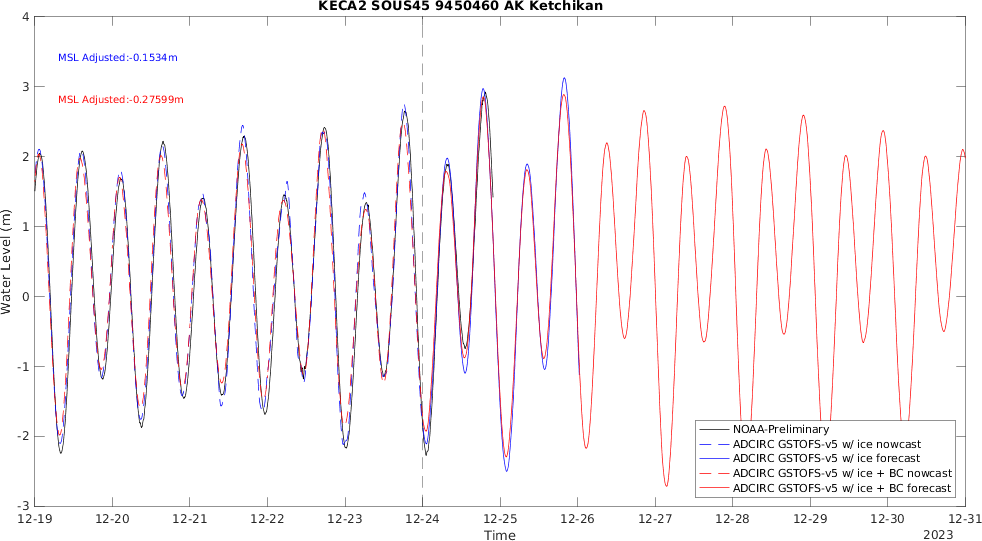 KECA2 SOUS45 9450460 AK Ketchikan
4
3
2
1
0
-1
-2
-3
Water Level (m)
MSL Adjusted:-0.1534m
MSL Adjusted:-0.27599m
NOAA-Preliminary
ADCIRC GSTOFS-v5 w/ ice nowcast
ADCIRC GSTOFS-v5 w/ ice forecast
ADCIRC GSTOFS-v5 w/ ice + BC nowcast
ADCIRC GSTOFS-v5 w/ ice + BC forecast
12-19 12-20 12-21 12-22 12-23 12-24 12-25 12-26 12-27 12-28 12-29 12-30 12-31
Time
2023